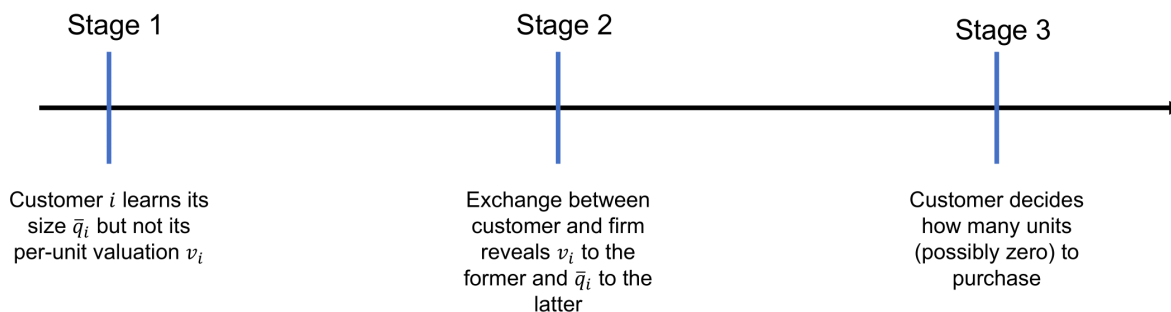 Stage 1
Stage 2
Stage 3
Customer 𝑖 learns its
size q̄ᵢ but not its
per-unit valuation vᵢ
Exchange between
customer and firm
reveals vᵢ to the
former and q̄ᵢ to the
latter
Customer decides
how many units
(possibly zero) to
purchase